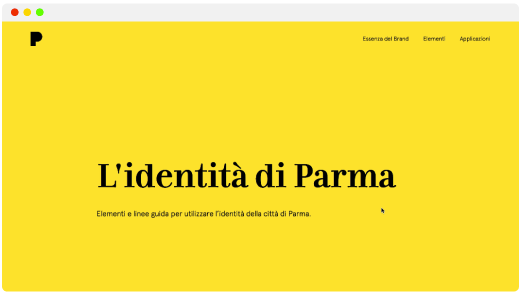 P
Essenza del Brand Elementi Applicazioni
L'identità di Parma
Elementi e linee guida per utilizzare l'identità della città di Parma.